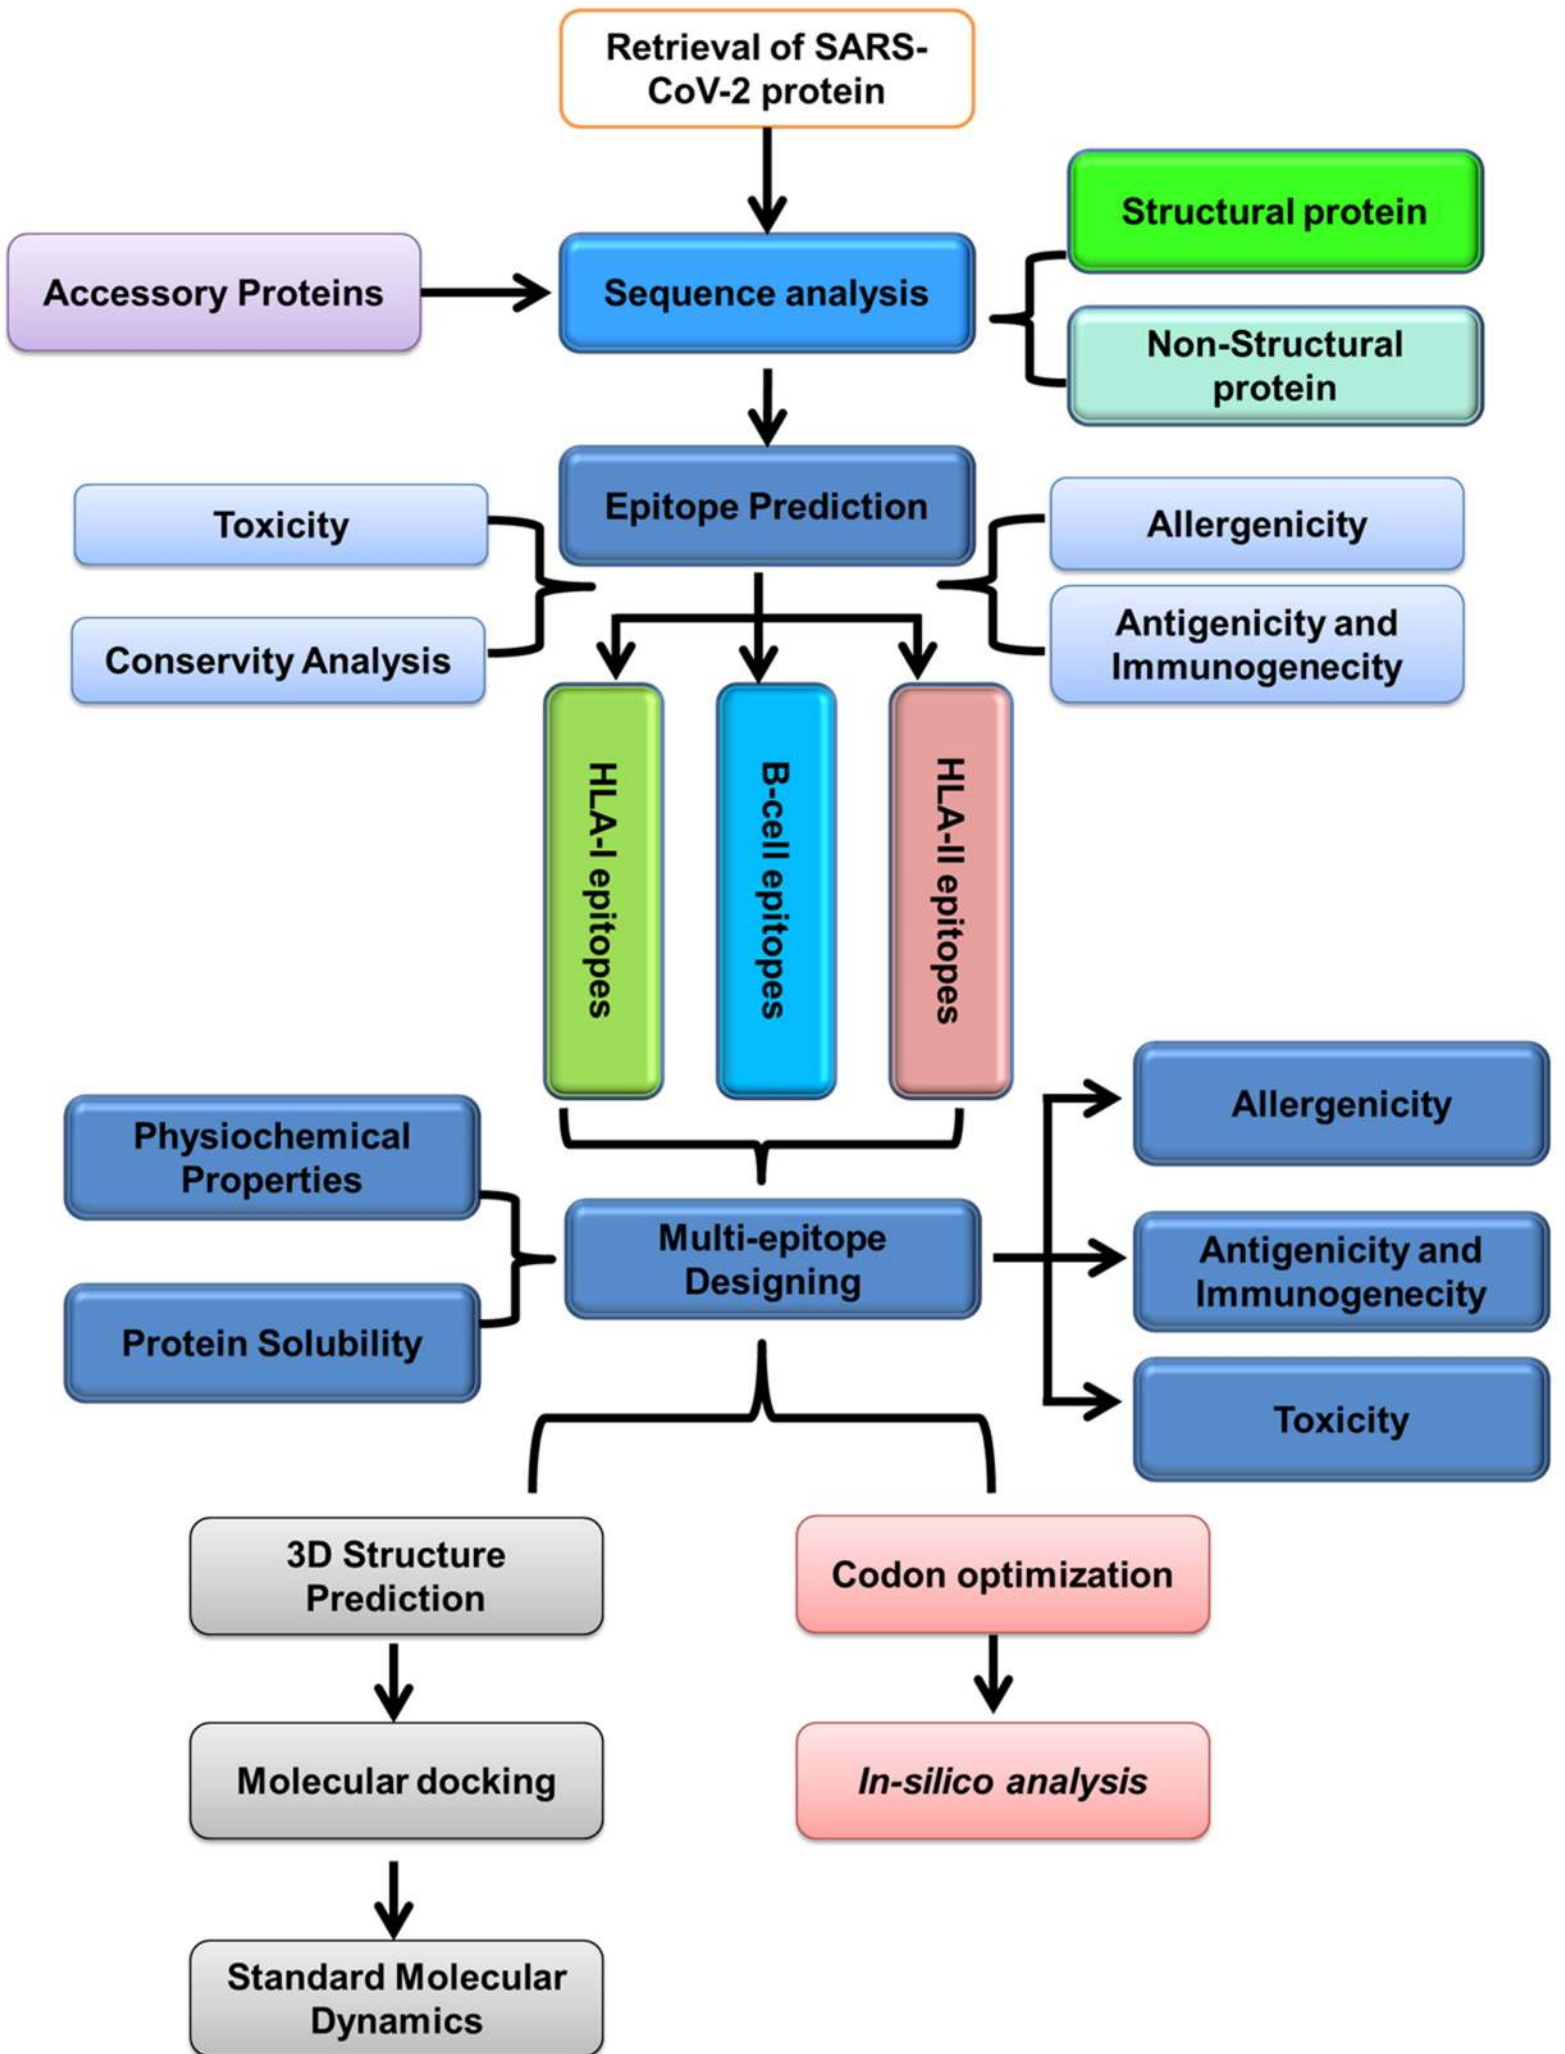 Retrieval of SARS-
CoV-2 protein
Structural protein
Accessory Proteins
Sequence analysis
Non-Structural
protein
Epitope Prediction
Toxicity
Allergenicity
Conservity Analysis
Antigenicity and
Immunogenecity
HLA-I epitopes
B-cell epitopes
HLA-II epitopes
Physiochemical
Properties
Allergenicity
Multi-epitope
Designing
Antigenicity and
Immunogenecity
Protein Solubility
Toxicity
3D Structure
Prediction
Codon optimization
Molecular docking
In-silico analysis
Standard Molecular
Dynamics